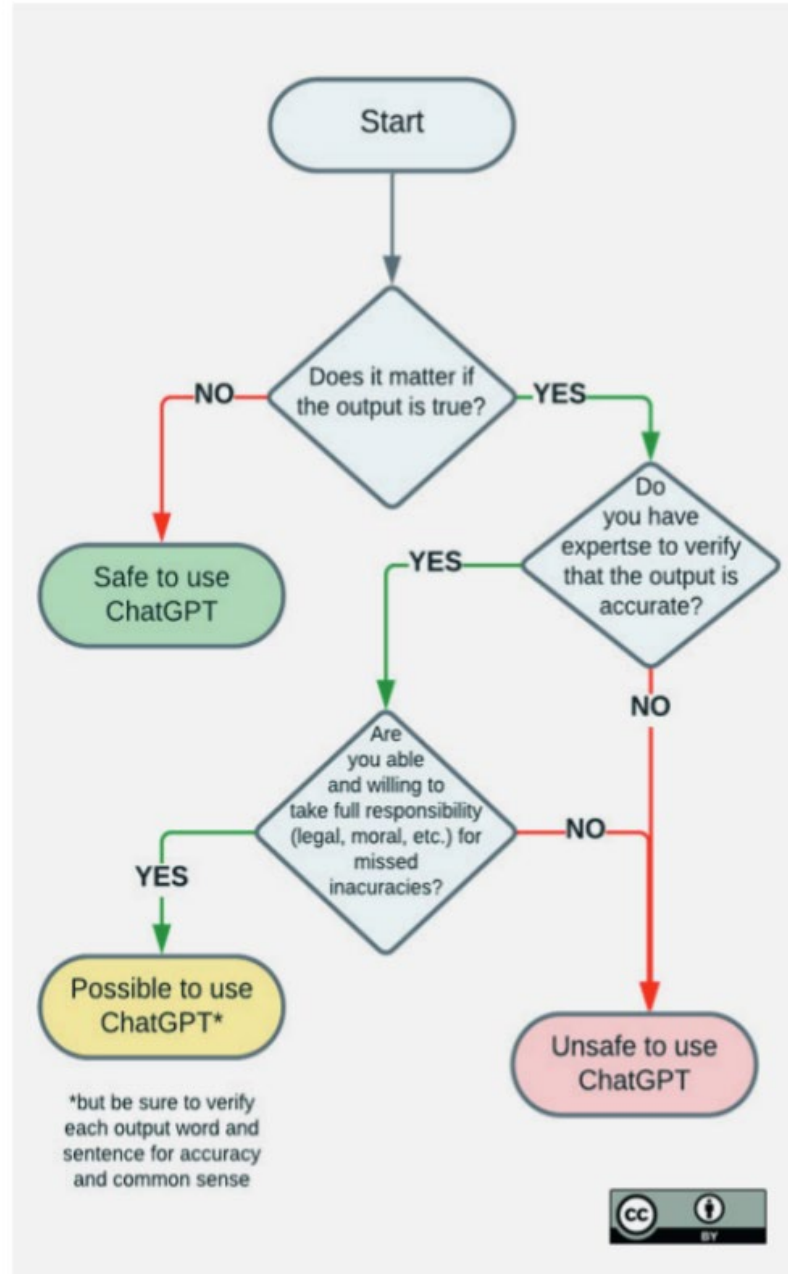 Start
Does it matter if
the output is true?
NO
YES
Safe to use
ChatGPT
Do
you have
expertse to verify
that the output is
accurate?
YES
NO
Are
you able
and willing to
take full responsibility
(legal, moral, etc.) for
missed
inacuracies?
YES
NO
Possible to use
ChatGPT*
*but be sure to verify
each output word and
sentence for accuracy
and common sense
Unsafe to use
ChatGPT
cc
BY